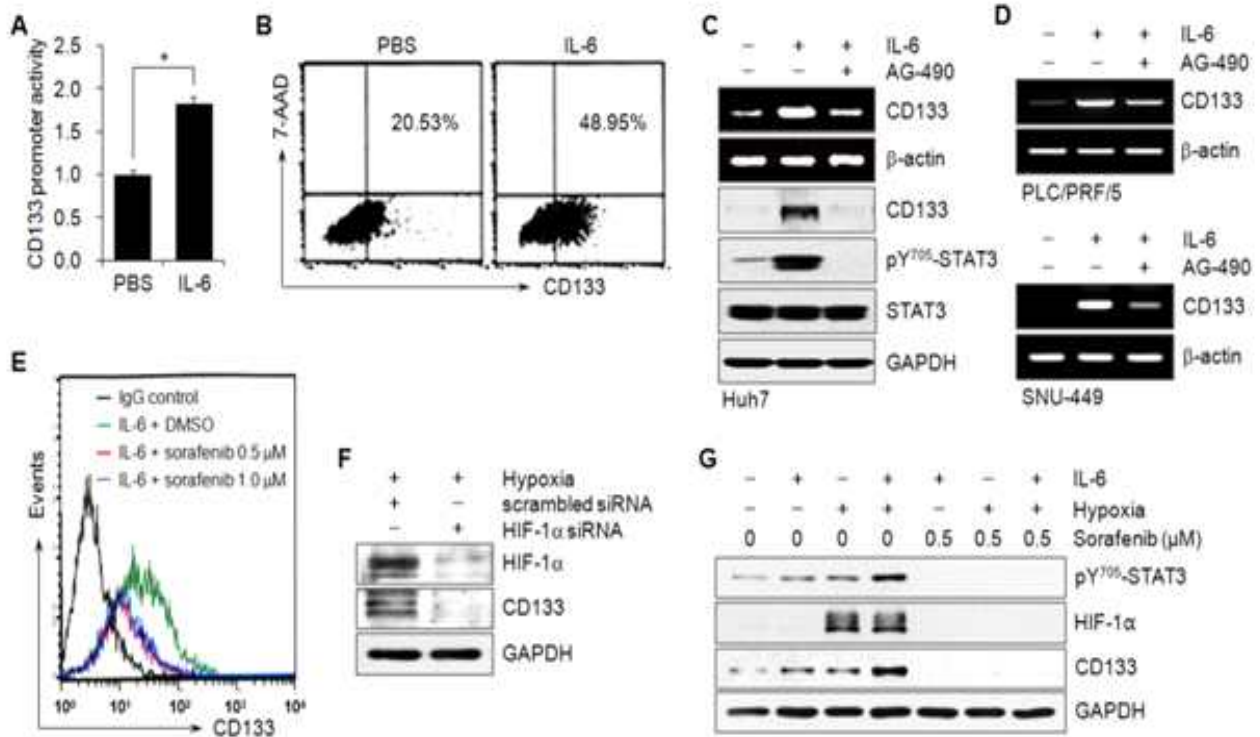 A
CD133 promoter activity
2.5
2.0
1.5
1.0
0.5
0.0
*
PBS IL-6
B
PBS IL-6
7-AAD
20.53% 48.95%
CD133
C
− + + IL-6
− − + AG-490
CD133
β-actin
CD133
pY⁷⁰⁵-STAT3
STAT3
GAPDH
Huh7
D
− + + IL-6
− − + AG-490
CD133
β-actin
PLC/PRF/5
− + + IL-6
− − + AG-490
CD133
β-actin
SNU-449
E
IgG control
IL-6 + DMSO
IL-6 + sorafenib 0.5 μM
IL-6 + sorafenib 1.0 μM
Events
10⁰ 10¹ 10² 10³ 10⁴
CD133
F
+ + Hypoxia
+ − scrambled siRNA
− + HIF-1α siRNA
HIF-1α
CD133
GAPDH
G
− + − + + − + IL-6
− − + + − + + Hypoxia
0 0 0 0 0.5 0.5 0.5 Sorafenib (μM)
pY⁷⁰⁵-STAT3
HIF-1α
CD133
GAPDH